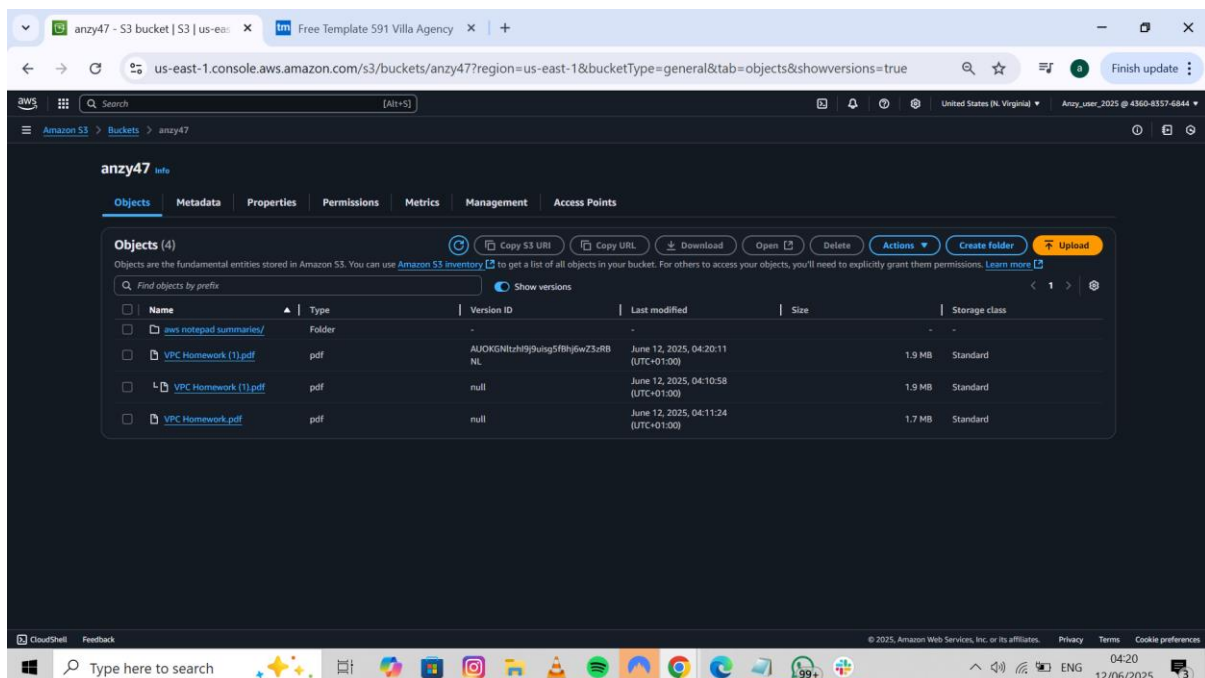 anzy47 - S3 bucket | S3 | us-eas
tm Free Template 591 Villa Agency
us-east-1.console.aws.amazon.com/s3/buckets/anzy47?region=us-east-1&bucketType=general&tab=objects&showversions=true
a
Finish update
aws
Search [Alt+S]
United States (N. Virginia)
Anzy_user_2025 @ 4360-8357-6844
Amazon S3 > Buckets > anzy47
anzy47 Info
Objects Metadata Properties Permissions Metrics Management Access Points
Objects (4)
Copy S3 URI Copy URL Download Open Delete Actions Create folder Upload
Objects are the fundamental entities stored in Amazon S3. You can use Amazon S3 inventory to get a list of all objects in your bucket. For others to access your objects, you'll need to explicitly grant them permissions. Learn more
Find objects by prefix
Show versions
< 1 >
Name Type Version ID Last modified Size Storage class
aws notepad summaries/ Folder - - - -
VPC Homework (1).pdf pdf June 12, 2025, 04:20:11 (UTC+01:00) 1.9 MB Standard
VPC Homework (1).pdf pdf null June 12, 2025, 04:10:58 (UTC+01:00) 1.9 MB Standard
VPC Homework.pdf pdf null June 12, 2025, 04:11:24 (UTC+01:00) 1.7 MB Standard
CloudShell Feedback
© 2025, Amazon Web Services, Inc. or its affiliates. Privacy Terms Cookie preferences
Type here to search
99+
ENG
04:20
12/06/2025
3